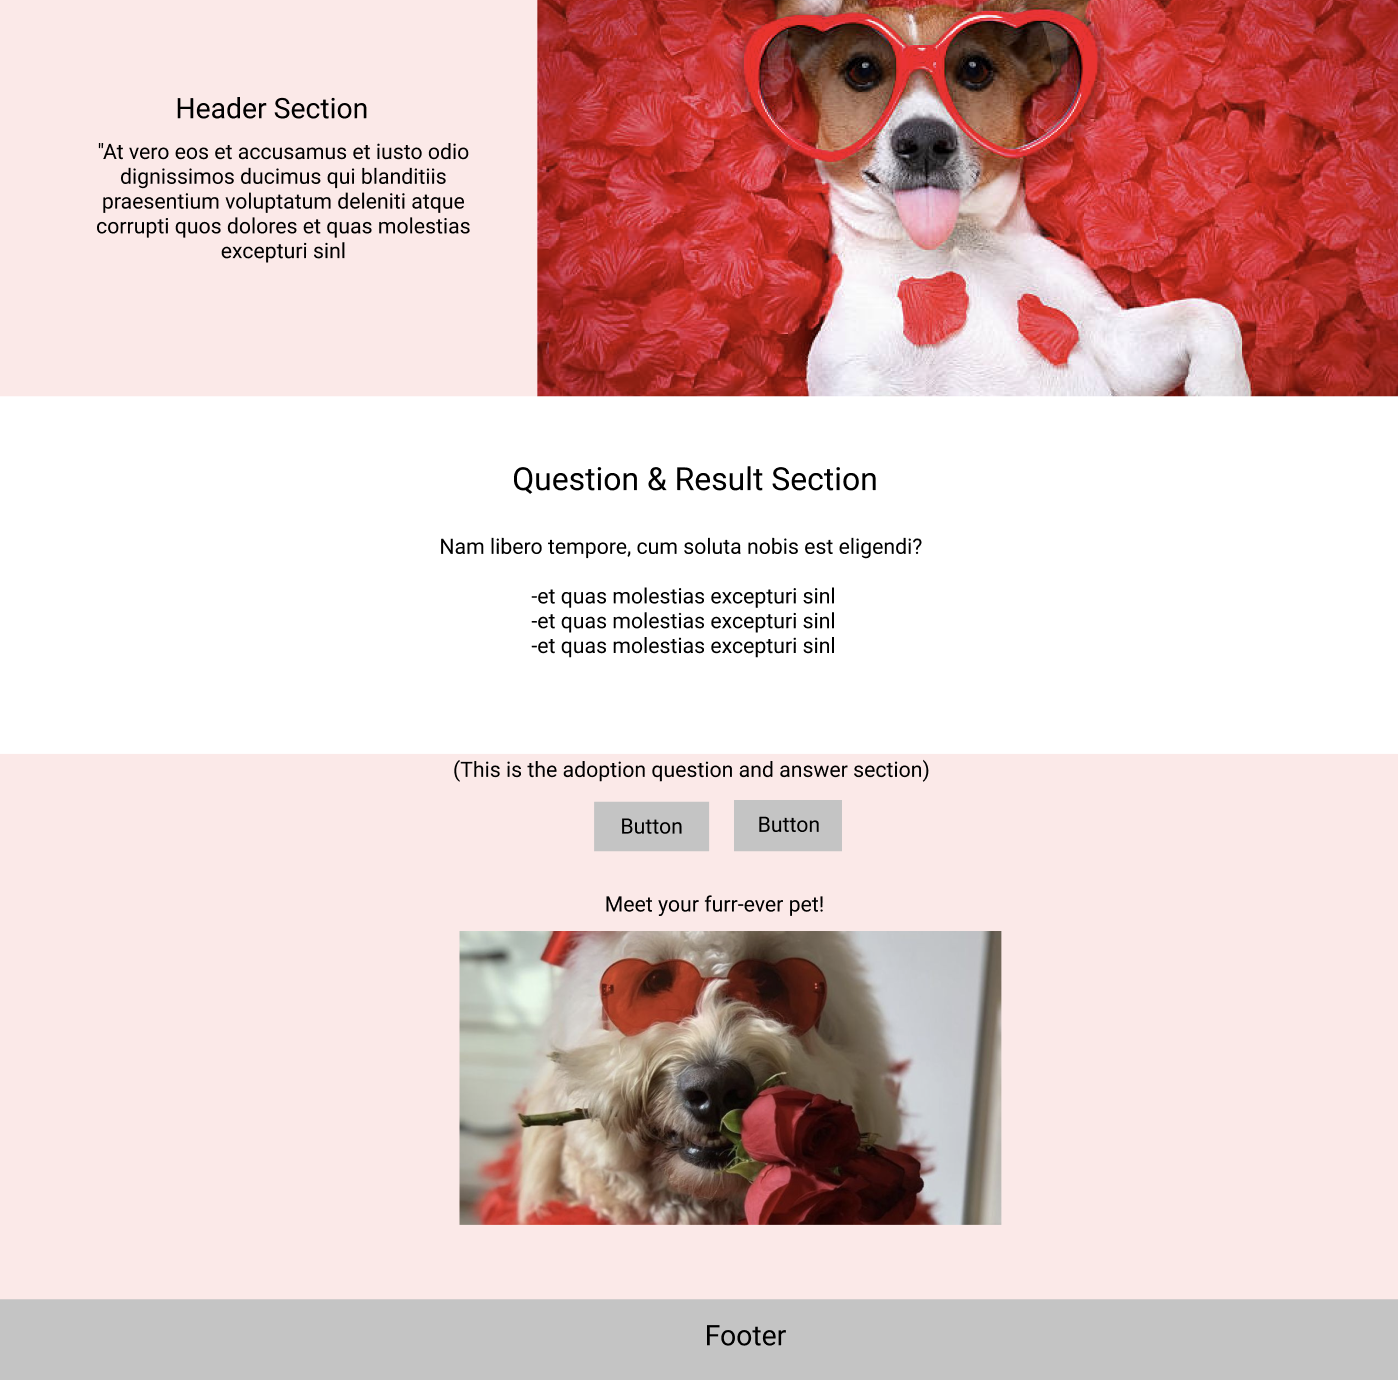 Header Section
"At vero eos et accusamus et iusto odio
dignissimos ducimus qui blanditiis
praesentium voluptatum deleniti atque
corrupti quos dolores et quas molestias
excepturi sinl
Question & Result Section
Nam libero tempore, cum soluta nobis est eligendi?
-et quas molestias excepturi sinl
-et quas molestias excepturi sinl
-et quas molestias excepturi sinl
(This is the adoption question and answer section)
Button
Button
Meet your furr-ever pet!
Footer